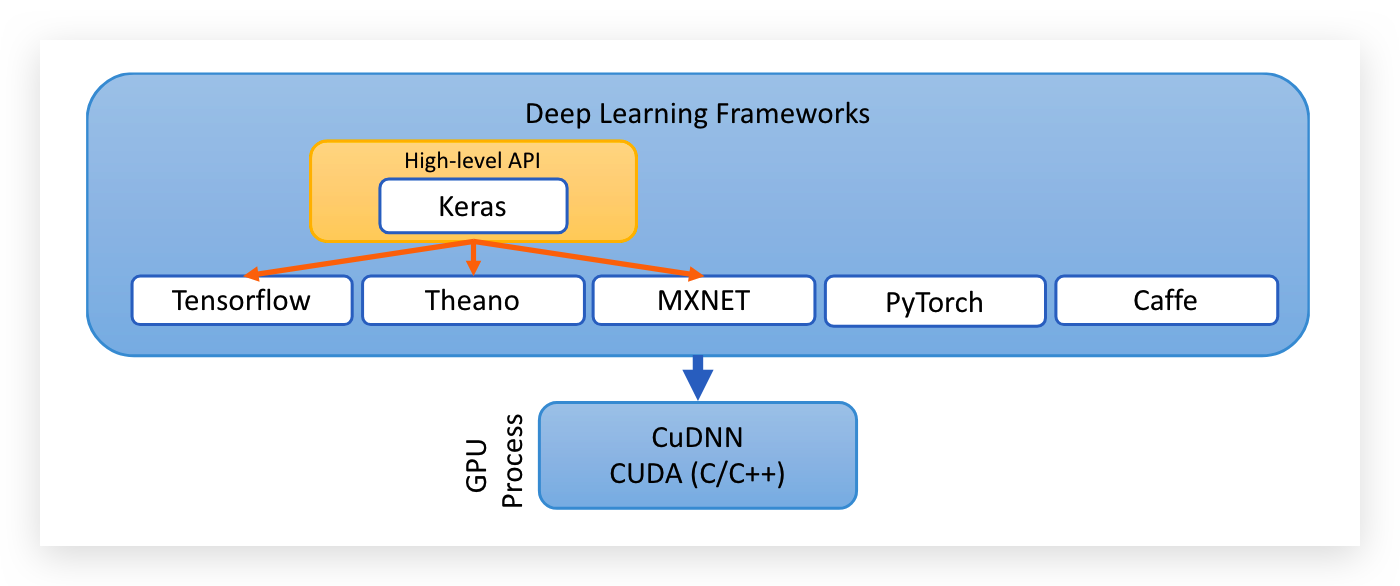 Deep Learning Frameworks
High-level API
Keras
Tensorflow
Theano
MXNET
PyTorch
Caffe
GPU
Process
CuDNN
CUDA (C/C++)